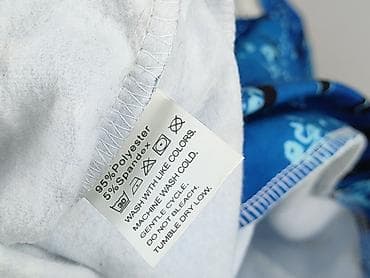 95%Polyester
5%Spandex
30
WASH WITH LIKE COLORS.
MACHINE WASH COLD.
GENTLE CYCLE.
DO NOT BLEACH.
TUMBLE DRY LOW.